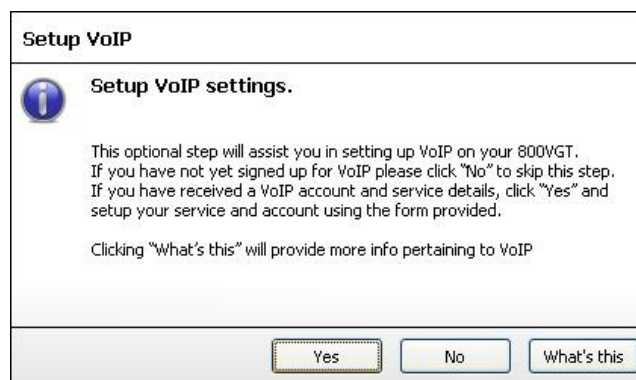 Setup VoIP
Setup VoIP settings.
This optional step will assist you in setting up VoIP on your 800VGT.
If you have not yet signed up for VoIP please click "No" to skip this step.
If you have received a VoIP account and service details, click "Yes" and
setup your service and account using the form provided.
Clicking "What's this" will provide more info pertaining to VoIP
Yes
No
What's this